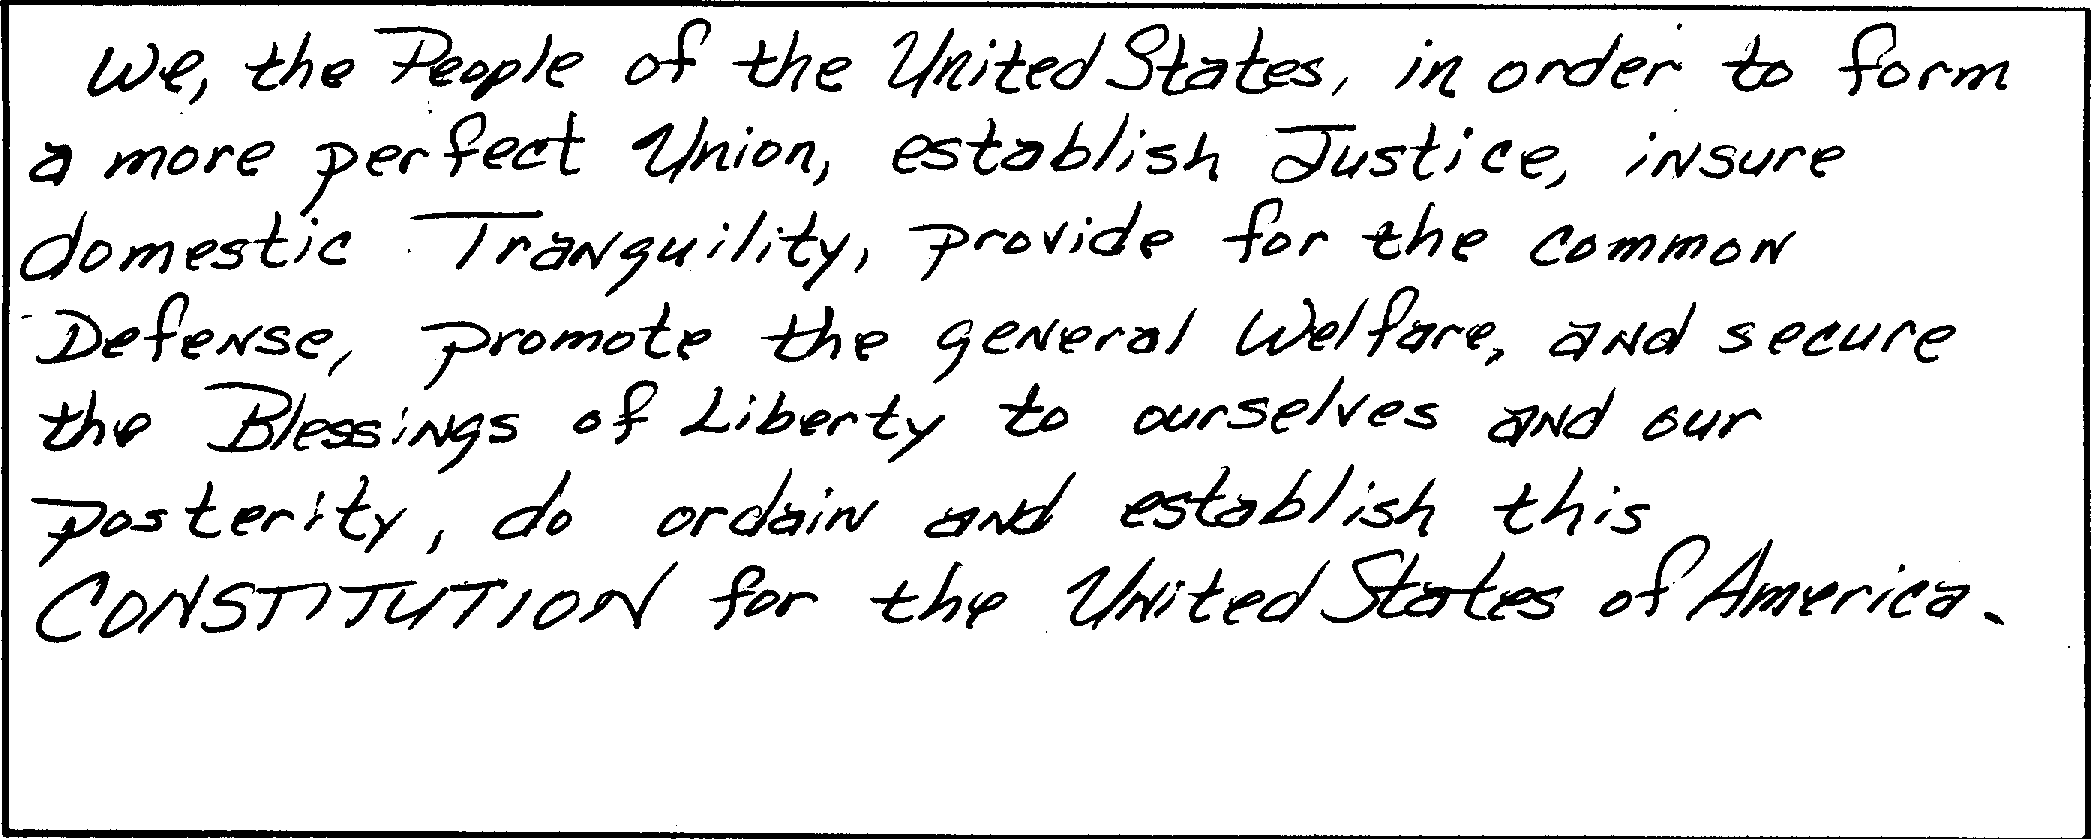 We, the People of the United States, in order to form
a more perfect Union, establish Justice, insure
domestic Tranquility, provide for the common
Defense, promote the general Welfare, and secure
the Blessings of Liberty to ourselves and our
posterity, do ordain and establish this
CONSTITUTION for the United States of America.